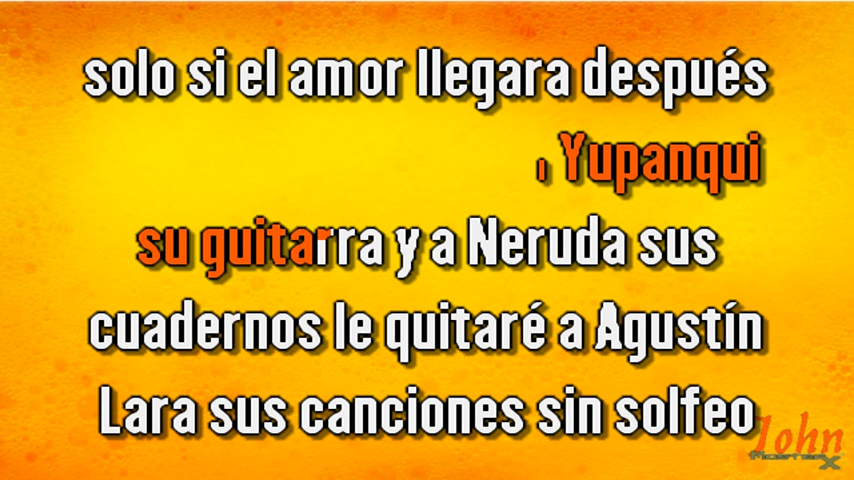 solo si el amor llegara después
Yupanqui
su guitarra y a Neruda sus
cuadernos le quitaré a Agustín
Lara sus canciones sin solfeo
John